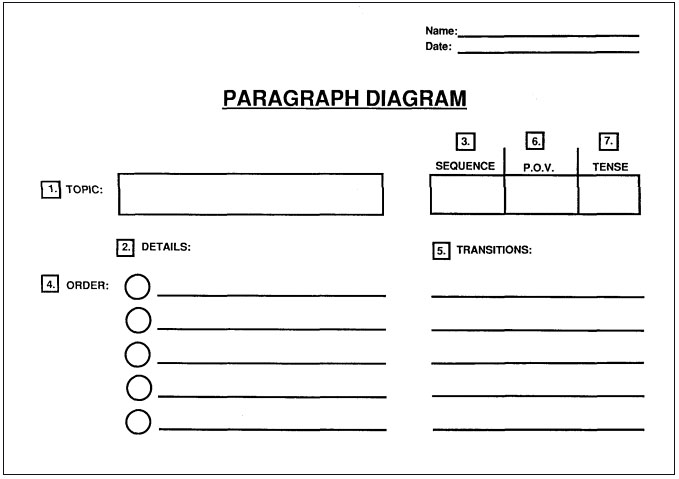 Name:
Date:
PARAGRAPH DIAGRAM
3. 6. 7.
SEQUENCE P.O.V. TENSE
1. TOPIC:
2. DETAILS:
5. TRANSITIONS:
4. ORDER: